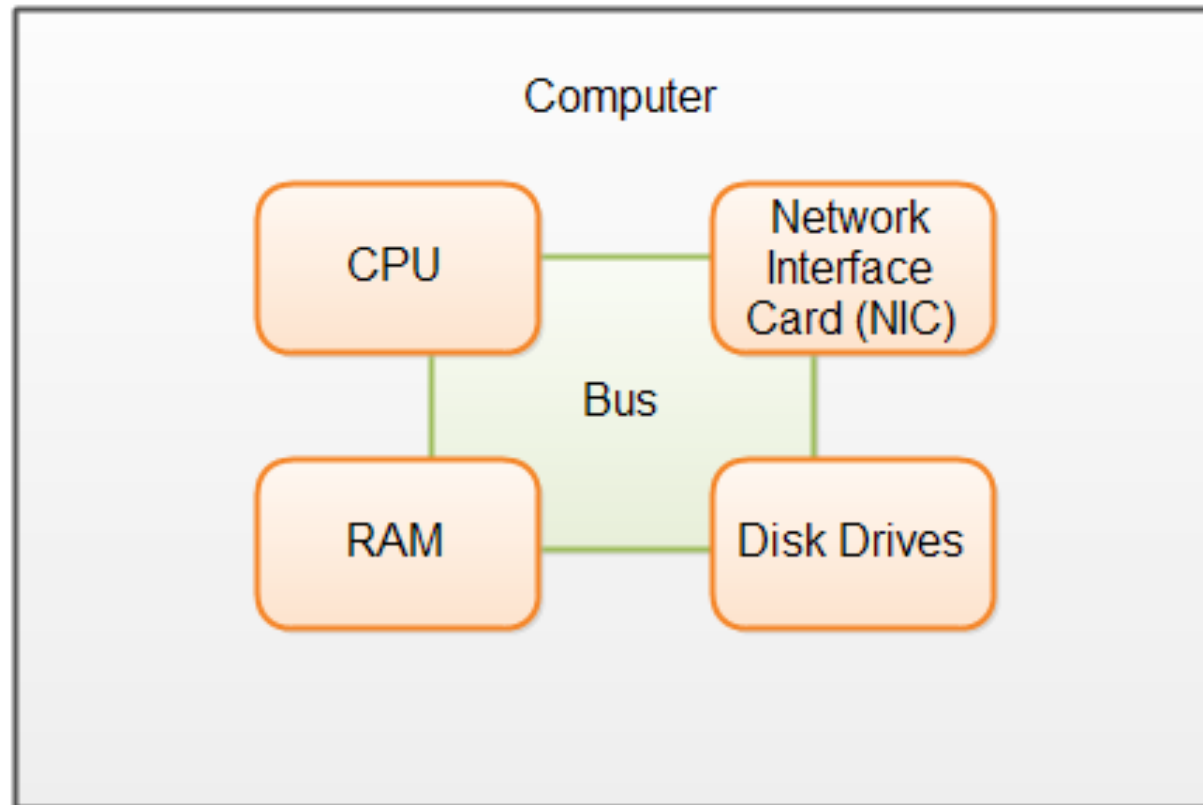 Computer
CPU
Network
Interface
Card (NIC)
Bus
RAM
Disk Drives